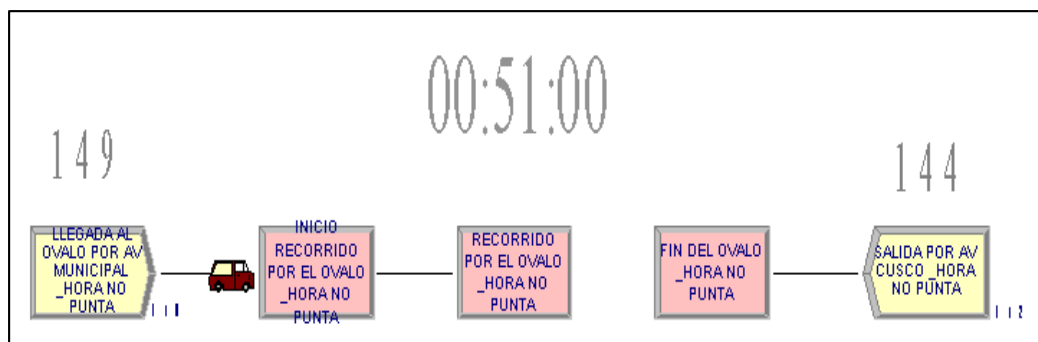 00:51:00
149
144
LLEGADA AL
OVALO POR AV
MUNICIPAL
_HORA NO
PUNTA
INICIO
RECORRIDO
POR EL OVALO
_HORA NO
PUNTA
RECORRIDO
POR EL OVALO
_HORA NO
PUNTA
FIN DEL OVALO
_HORA NO
PUNTA
SALIDA POR AV
CUSCO _HORA
NO PUNTA